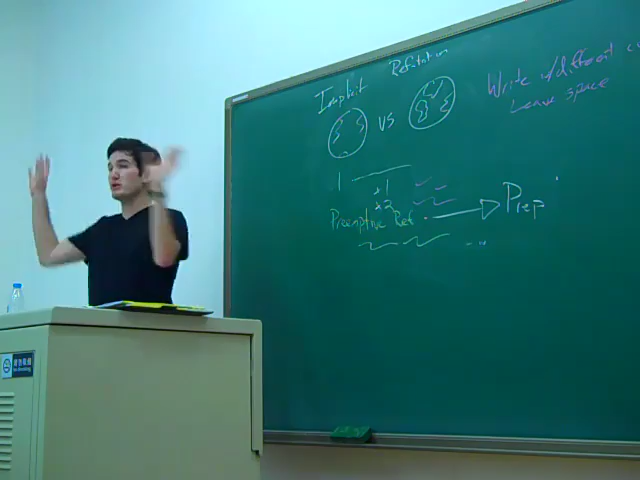 Implicit Refutation
VS
Write w/different
Leave space
1
*1
*2
Preemptive Ref. Prep